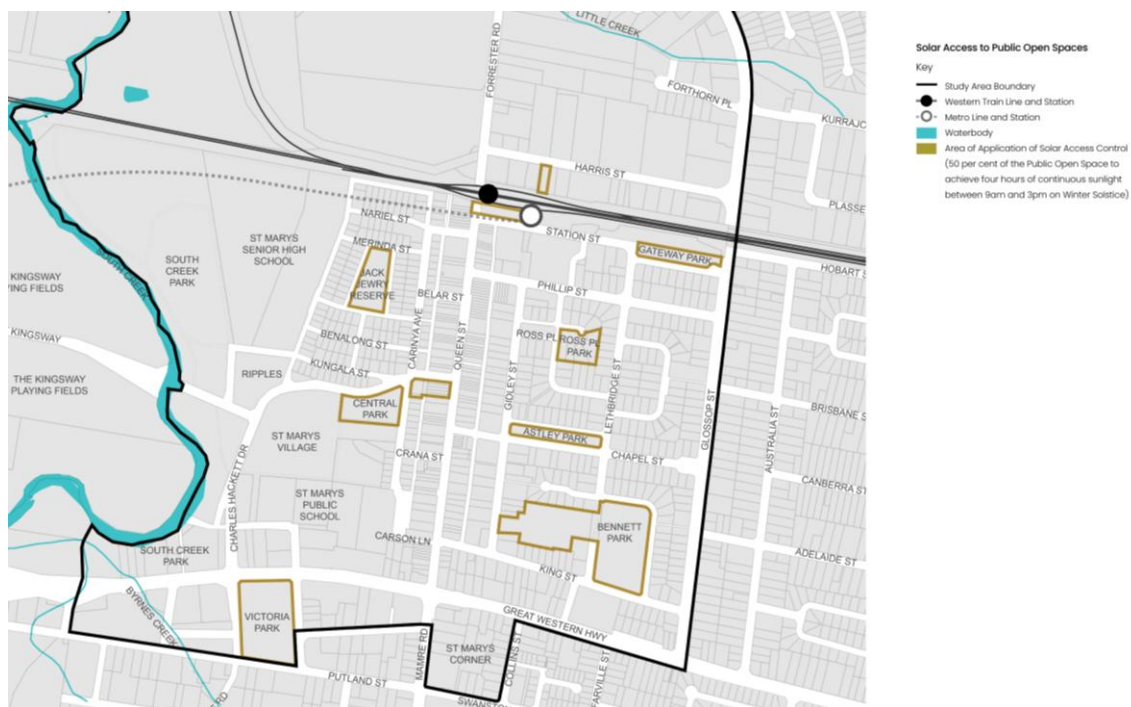 LITTLE CREEK
FORRESTER RD
FORTHORN PL
HARRIS ST
NARIEL ST
STATION ST
GATEWAY PARK
HOBART S
ST MARYS
SENIOR HIGH
SCHOOL
MERINDA ST
SOUTH
CREEK
PARK
SOUTH CREEK
KINGSWAY
YING FIELDS
JACK
JEWRY
RESERVE
BELAR ST
PHILLIP ST
KINGSWAY
BENALONG ST
CARINYA AVE
QUEEN ST
ROSS PL
ROSS PL
PARK
GIDLEY ST
LETHBRIDGE ST
GLOSSOP ST
AUSTRALIA ST
KUNGALA ST
RIPPLES
THE KINGSWAY
PLAYING FIELDS
CENTRAL
PARK
BRISBANE S
ST MARYS
VILLAGE
ASTLEY PARK
CRANA ST
CHAPEL ST
CHARLES HACKETT DR
CANBERRA ST
ST MARYS
PUBLIC
SCHOOL
BENNETT
PARK
CARSON LN
SOUTH CREEK
PARK
KING ST
ADELAIDE ST
BYRNES CREEK
VICTORIA
PARK
GREAT WESTERN HWY
MAMRE RD
ST MARYS
CORNER
COLLINS ST
PUTLAND ST
RD
KURRAJO
PLASSE
Solar Access to Public Open Spaces
Key
Study Area Boundary
Western Train Line and Station
Metro Line and Station
Waterbody
Area of Application of Solar Access Control
(50 per cent of the Public Open Space to
achieve four hours of continuous sunlight
between 9am and 3pm on Winter Solstice)